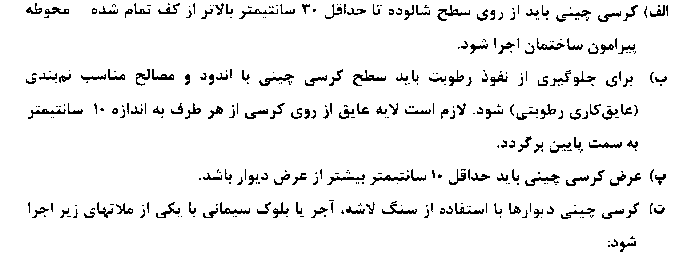 الف) کرسی چینی باید از روی سطح شالوده تا حداقل ۳۰ سانتیمتر بالاتر از کف تمام شده محوطه
پیرامون ساختمان اجرا شود.
ب) برای جلوگیری از نفوذ رطوبت باید سطح کرسی چینی با اندود و مصالح مناسب نم‌بندی
(عایق‌کاری رطوبتی) شود. لازم است لایه عایق از روی کرسی از هر طرف به اندازه ۱۰ سانتیمتر
به سمت پایین برگردد.
پ) عرض کرسی چینی باید حداقل ۱۰ سانتیمتر بیشتر از عرض دیوار باشد.
ت) کرسی چینی دیوارها با استفاده از سنگ لاشه، آجر یا بلوک سیمانی با یکی از ملاتهای زیر اجرا
شود: